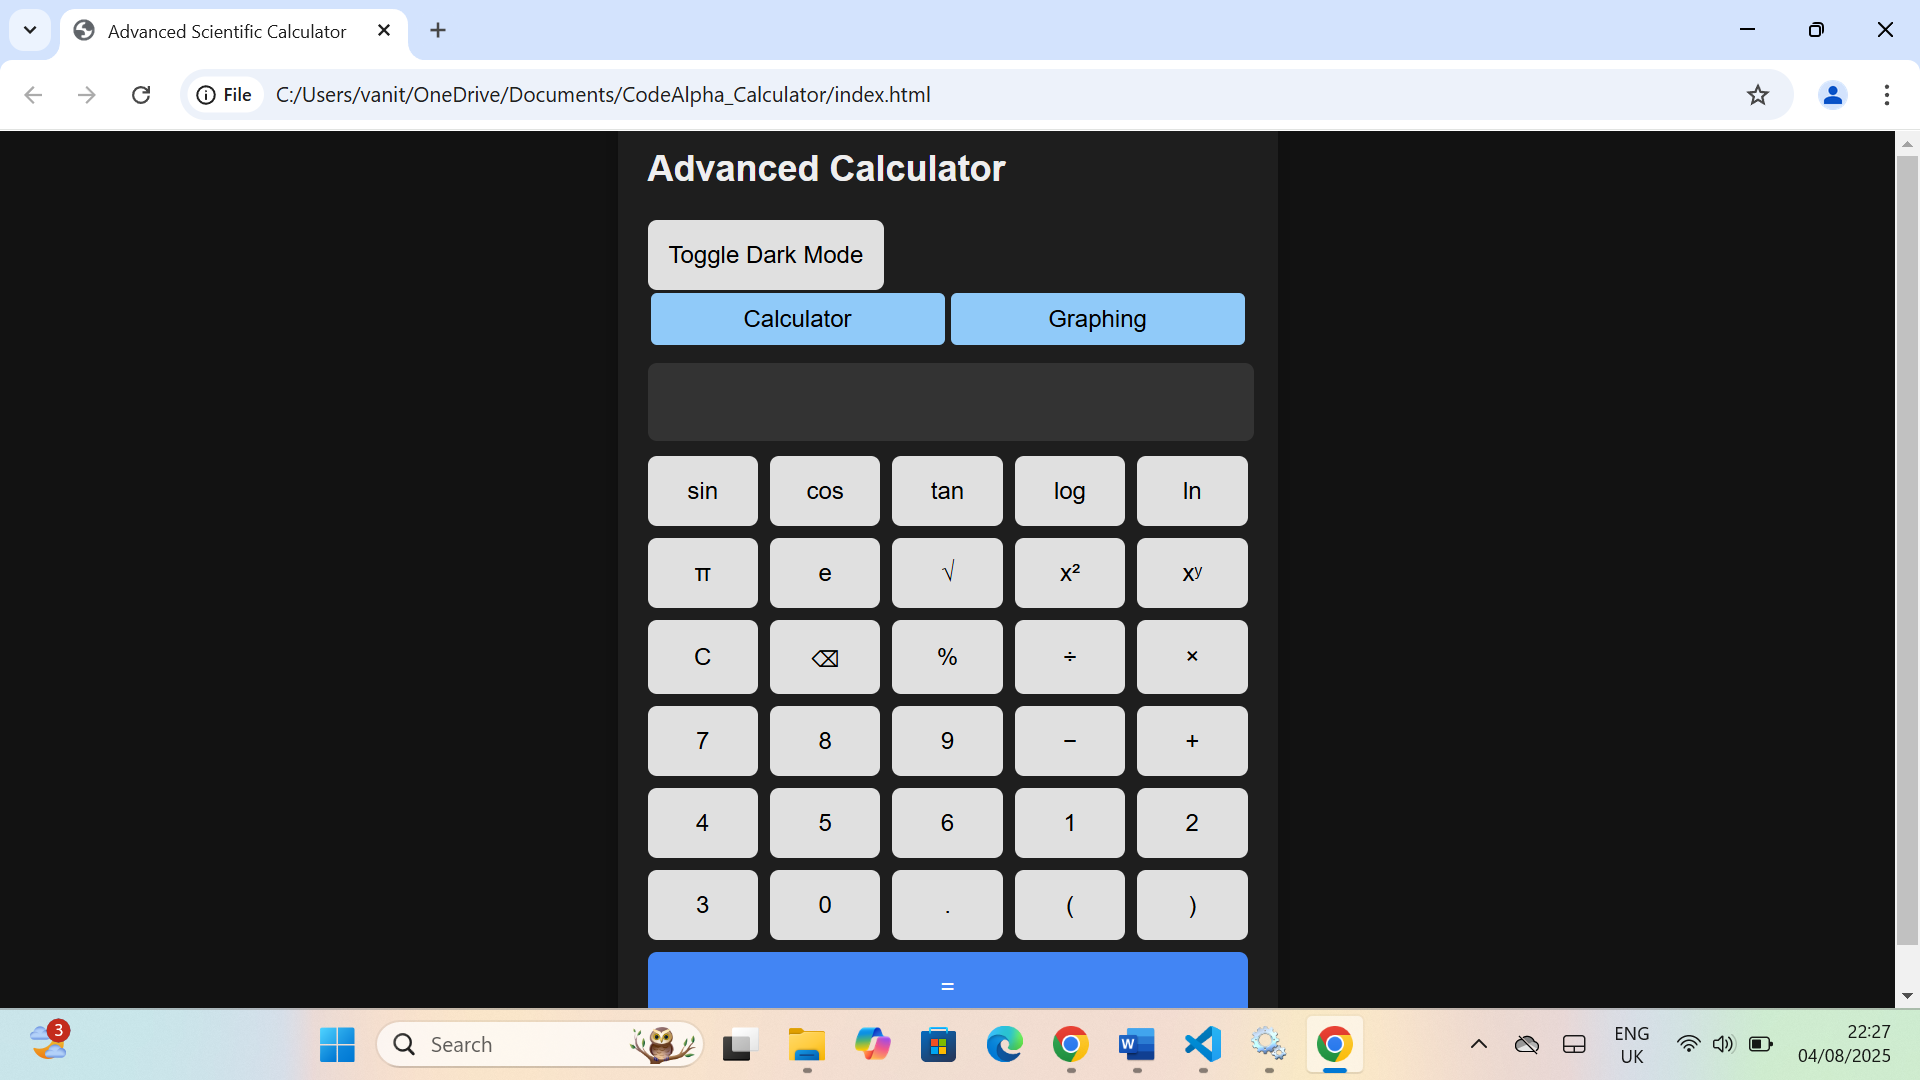 Advanced Scientific Calculator
File C:/Users/vanit/OneDrive/Documents/CodeAlpha_Calculator/index.html
Advanced Calculator
Toggle Dark Mode
Calculator Graphing
sin cos tan log ln
π e √ x² xʸ
C ⌫ % ÷ ×
7 8 9 − +
4 5 6 1 2
3 0 . ( )
=
3
Search
W
ENG
UK
22:27
04/08/2025